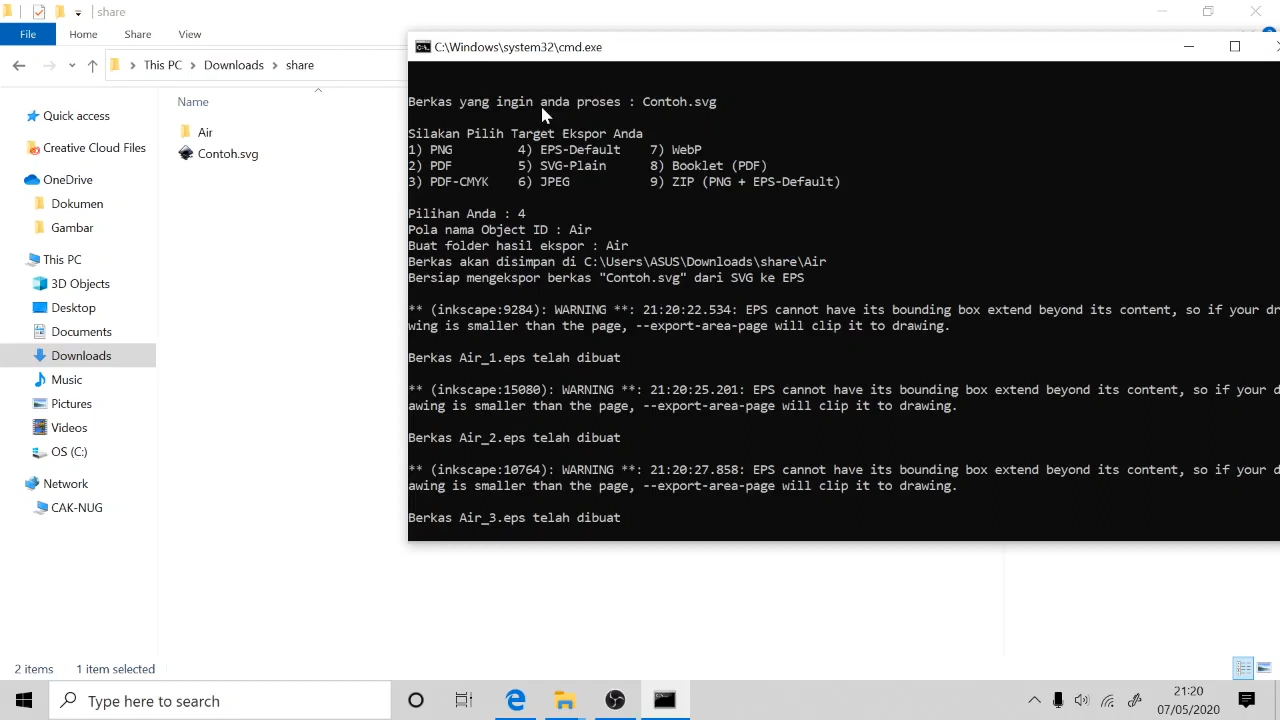 share
File Home Share View
This PC > Downloads > share
Name
Quick access
Creative Cloud Files
OneDrive
Dokumen
Gambar
This PC
3D Objects
Desktop
Documents
Downloads
Music
Pictures
Videos
OS (C:)
Network
CAK-NUG
Air
Contoh.svg
2 items 1 item selected
C:\Windows\system32\cmd.exe
Berkas yang ingin anda proses : Contoh.svg
Silakan Pilih Target Ekspor Anda
1) PNG 4) EPS-Default 7) WebP
2) PDF 5) SVG-Plain 8) Booklet (PDF)
3) PDF-CMYK 6) JPEG 9) ZIP (PNG + EPS-Default)
Pilihan Anda : 4
Pola nama Object ID : Air
Buat folder hasil ekspor : Air
Berkas akan disimpan di C:\Users\ASUS\Downloads\share\Air
Bersiap mengekspor berkas "Contoh.svg" dari SVG ke EPS
** (inkscape:9284): WARNING **: 21:20:22.534: EPS cannot have its bounding box extend beyond its content, so if your dr
wing is smaller than the page, --export-area-page will clip it to drawing.
Berkas Air_1.eps telah dibuat
** (inkscape:15080): WARNING **: 21:20:25.201: EPS cannot have its bounding box extend beyond its content, so if your d
awing is smaller than the page, --export-area-page will clip it to drawing.
Berkas Air_2.eps telah dibuat
** (inkscape:10764): WARNING **: 21:20:27.858: EPS cannot have its bounding box extend beyond its content, so if your d
awing is smaller than the page, --export-area-page will clip it to drawing.
Berkas Air_3.eps telah dibuat
Type here to search
21:20
07/05/2020